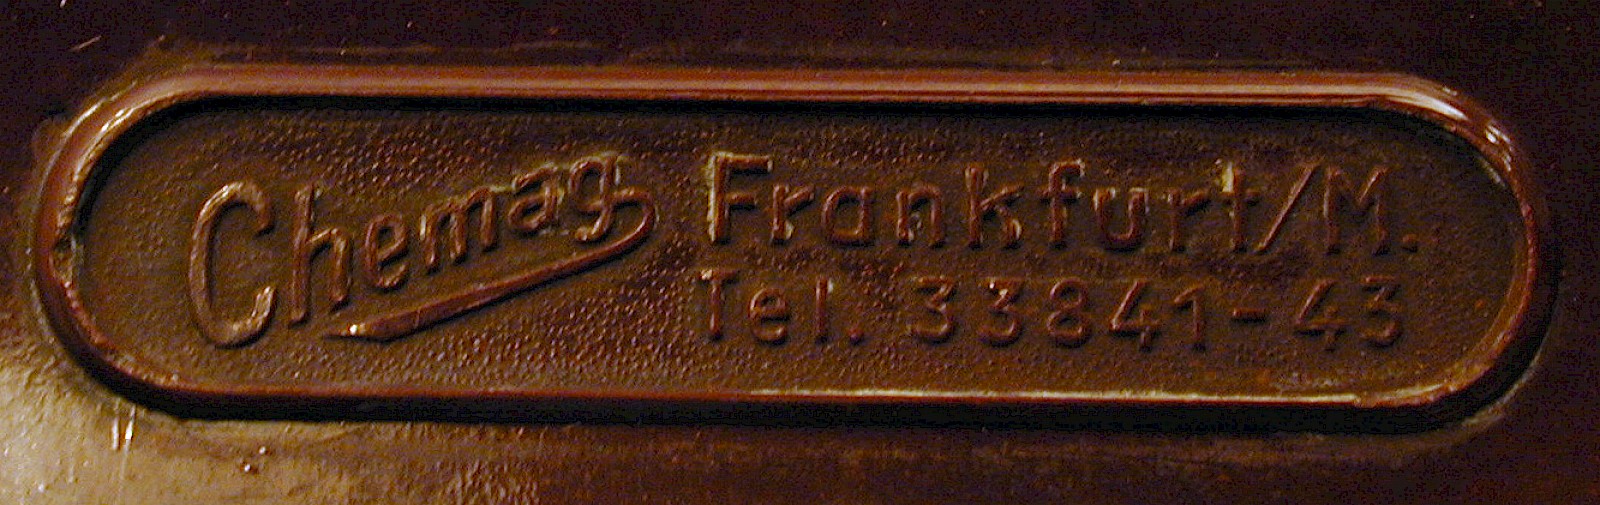 Chemag Frankfurt/M.
Tel. 33841-43